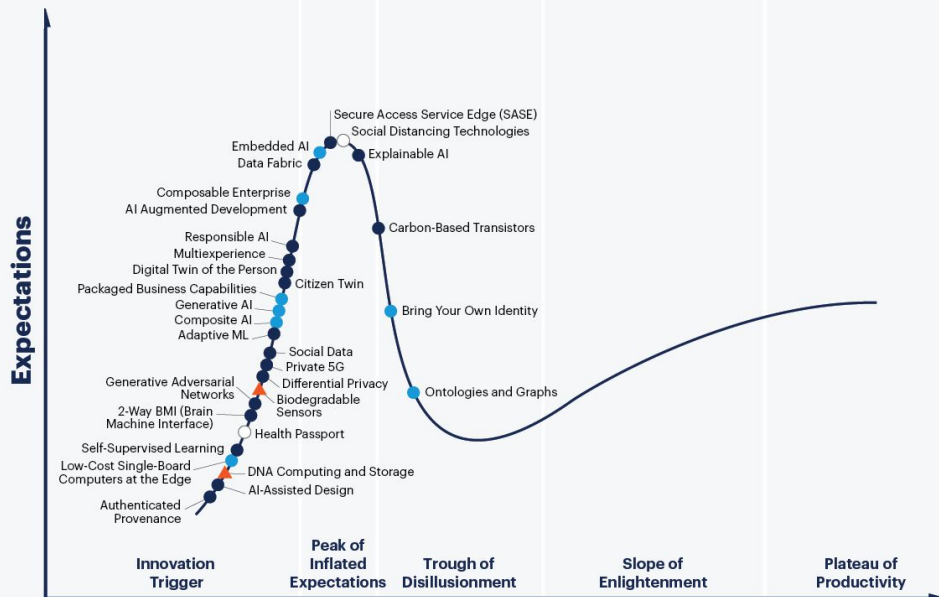 Expectations
Secure Access Service Edge (SASE)
Social Distancing Technologies
Embedded AI
Explainable AI
Data Fabric
Composable Enterprise
AI Augmented Development
Carbon-Based Transistors
Responsible AI
Multiexperience
Digital Twin of the Person
Citizen Twin
Packaged Business Capabilities
Generative AI
Bring Your Own Identity
Composite AI
Adaptive ML
Social Data
Private 5G
Differential Privacy
Generative Adversarial
Networks
Biodegradable
Sensors
Ontologies and Graphs
2-Way BMI (Brain
Machine Interface)
Health Passport
Self-Supervised Learning
Low-Cost Single-Board
Computers at the Edge
DNA Computing and Storage
AI-Assisted Design
Authenticated
Provenance
Innovation
Trigger
Peak of
Inflated
Expectations
Trough of
Disillusionment
Slope of
Enlightenment
Plateau of
Productivity